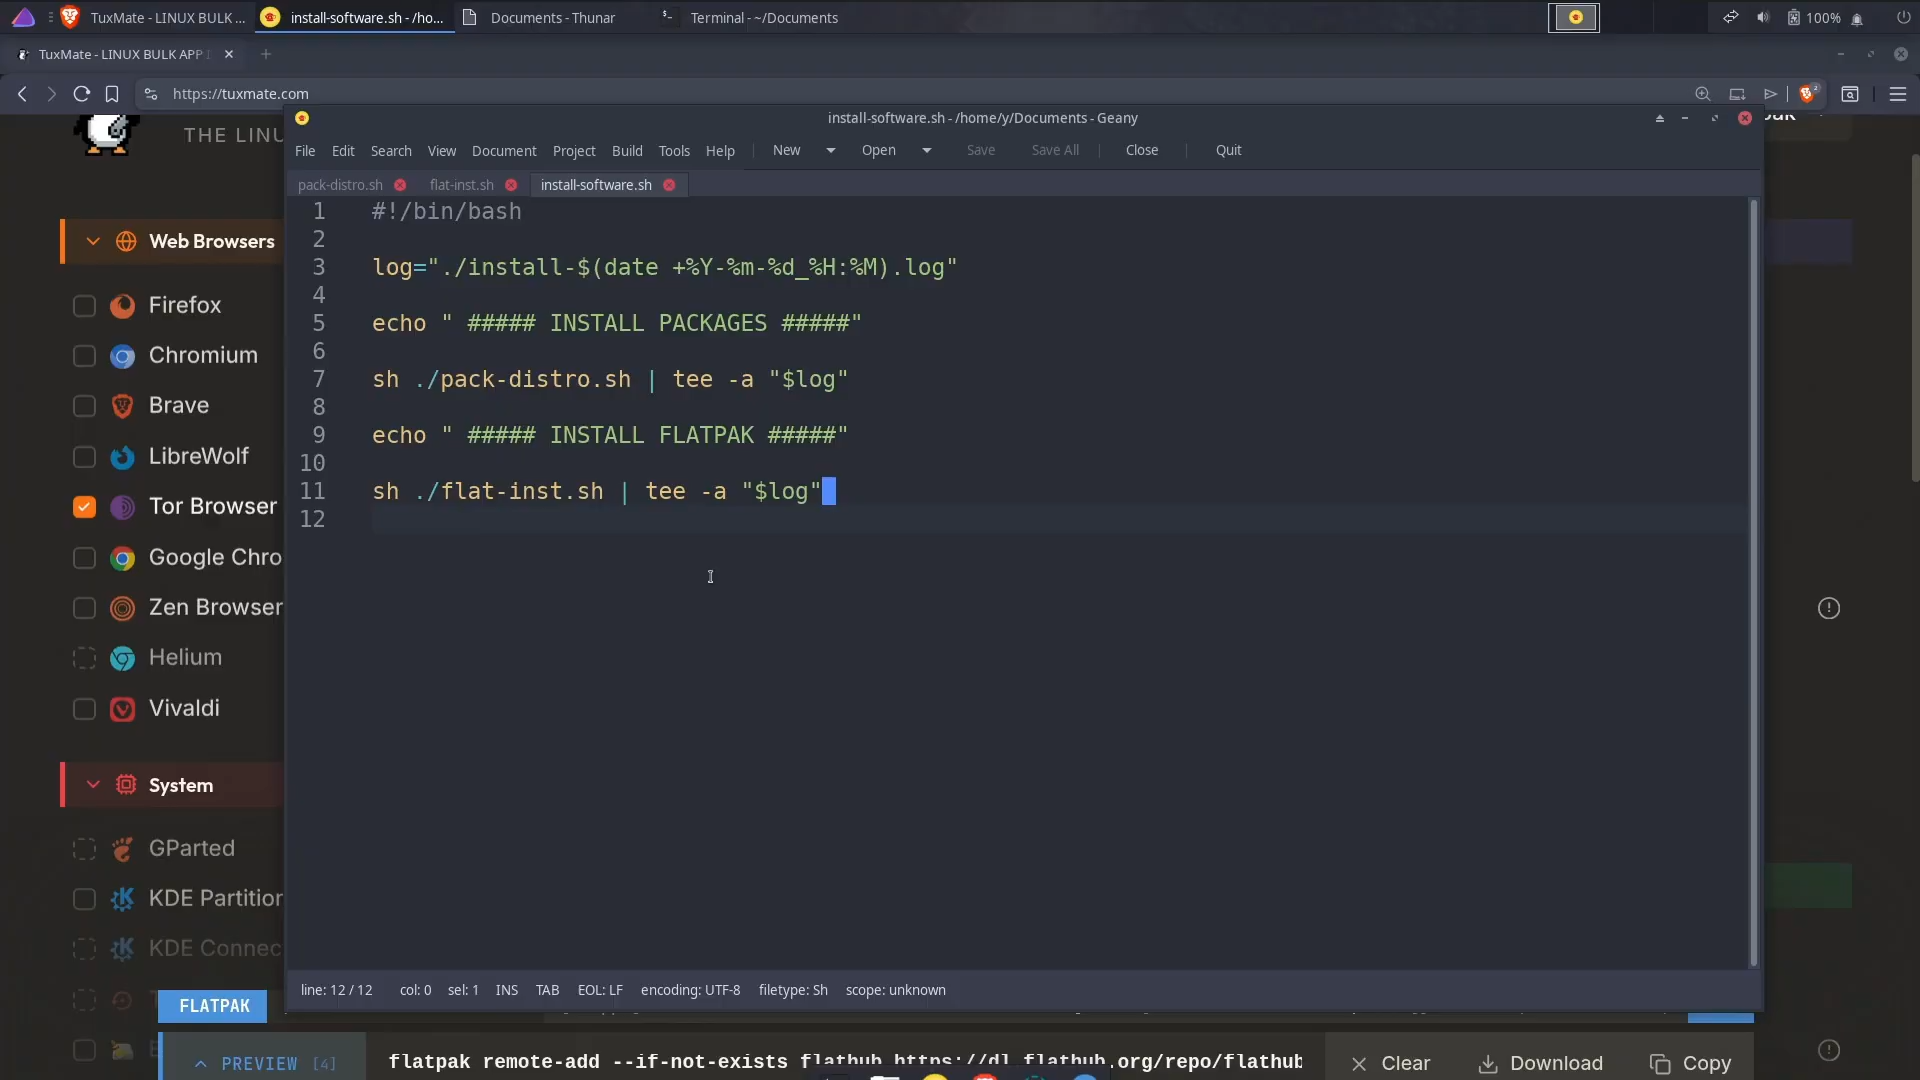 TuxMate - LINUX BULK ...
install-software.sh - /ho...
Documents - Thunar
Terminal - ~/Documents
100%
TuxMate - LINUX BULK APP
https://tuxmate.com
2
THE LINU
install-software.sh - /home/y/Documents - Geany
File Edit Search View Document Project Build Tools Help New Open Save Save All Close Quit
pack-distro.sh flat-inst.sh install-software.sh
1 #!/bin/bash
2
3 log="./install-$(date +%Y-%m-%d_%H:%M).log"
4
5 echo " ##### INSTALL PACKAGES #####"
6
7 sh ./pack-distro.sh | tee -a "$log"
8
9 echo " ##### INSTALL FLATPAK #####"
10
11 sh ./flat-inst.sh | tee -a "$log"
12
line: 12 / 12 col: 0 sel: 1 INS TAB EOL: LF encoding: UTF-8 filetype: Sh scope: unknown
Web Browsers
Firefox
Chromium
Brave
LibreWolf
Tor Browser
Google Chro
Zen Browser
Helium
Vivaldi
System
GParted
KDE Partition
KDE Connec
FLATPAK
PREVIEW [4]
flatpak remote-add --if-not-exists flathub https://dl.flathub.org/repo/flathub
Clear Download Copy